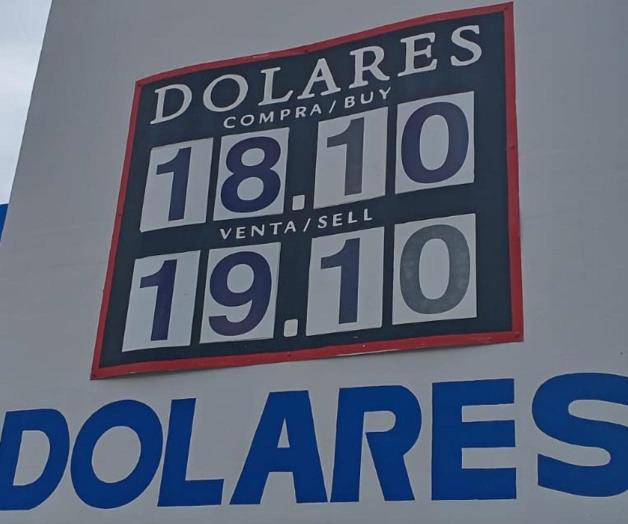 DOLARES
COMPRA/BUY
18.10
VENTA/SELL
19.10
DOLARES